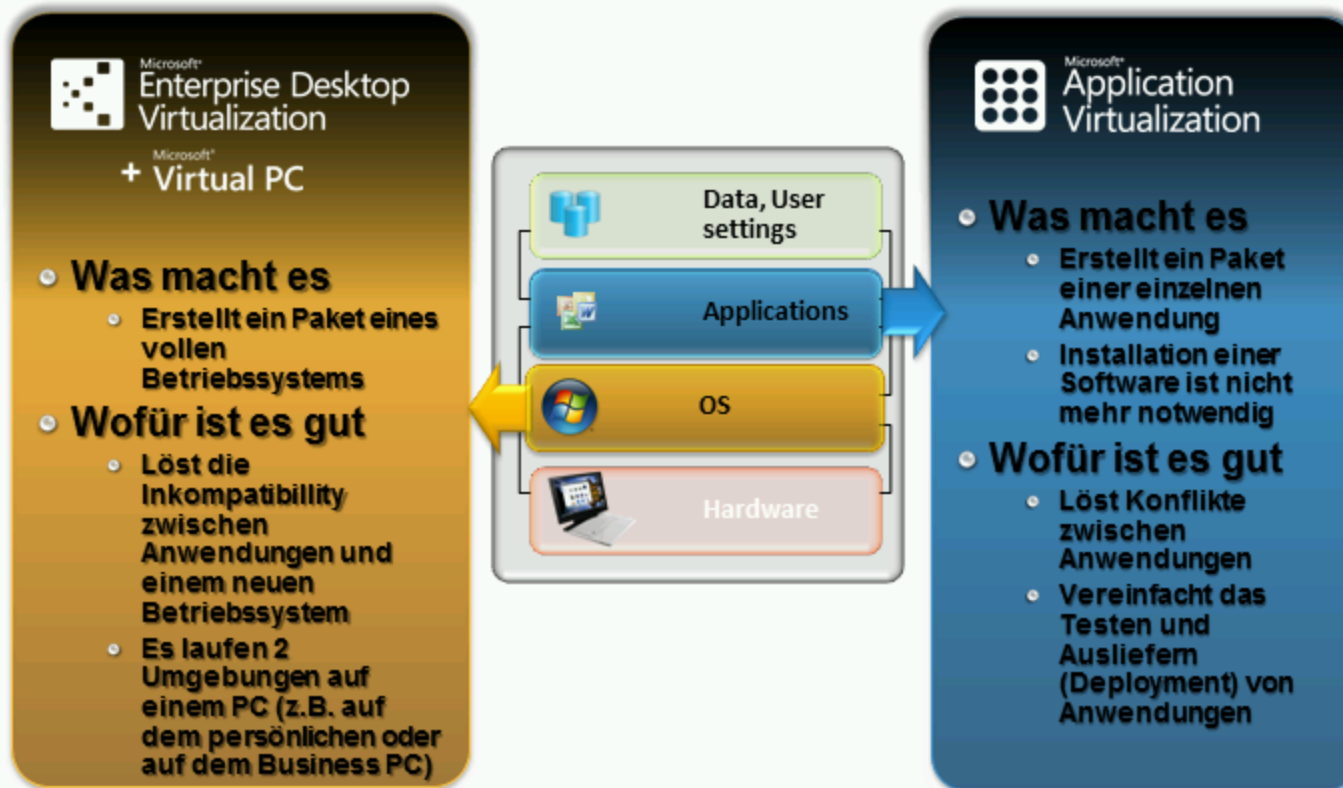 Microsoft®
Enterprise Desktop
Virtualization
Microsoft®
+ Virtual PC
Was macht es
Erstellt ein Paket eines
vollen
Betriebssystems
Wofür ist es gut
Löst die
Inkompatibillity
zwischen
Anwendungen und
einem neuen
Betriebssystem
Es laufen 2
Umgebungen auf
einem PC (z.B. auf
dem persönlichen oder
auf dem Business PC)
Data, User
settings
Applications
OS
Hardware
Microsoft®
Application
Virtualization
Was macht es
Erstellt ein Paket
einer einzelnen
Anwendung
Installation einer
Software ist nicht
mehr notwendig
Wofür ist es gut
Löst Konflikte
zwischen
Anwendungen
Vereinfacht das
Testen und
Ausliefern
(Deployment) von
Anwendungen